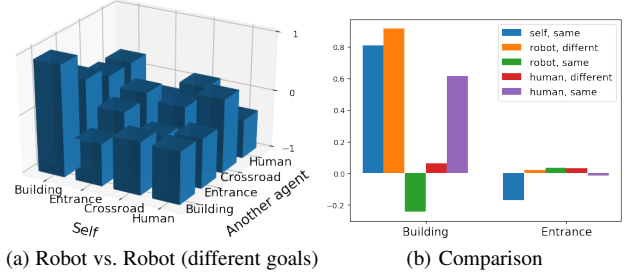 1
0
-1
Building
Entrance
Crossroad
Human
Self
Building
Entrance
Crossroad
Human
Another agent
(a) Robot vs. Robot (different goals)
0.8
0.6
0.4
0.2
0.0
-0.2
self, same
robot, differnt
robot, same
human, different
human, same
Building
Entrance
(b) Comparison